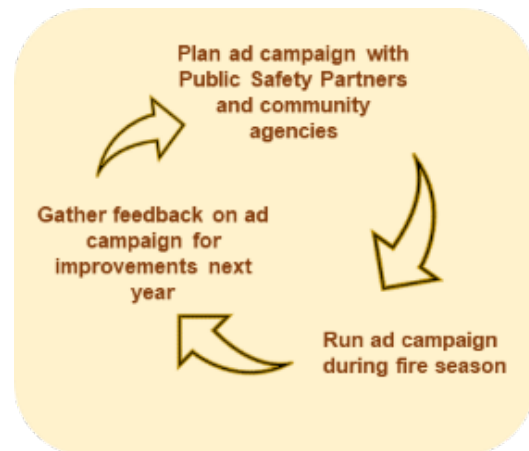 Plan ad campaign with
Public Safety Partners
and community
agencies
Gather feedback on ad
campaign for
improvements next
year
Run ad campaign
during fire season